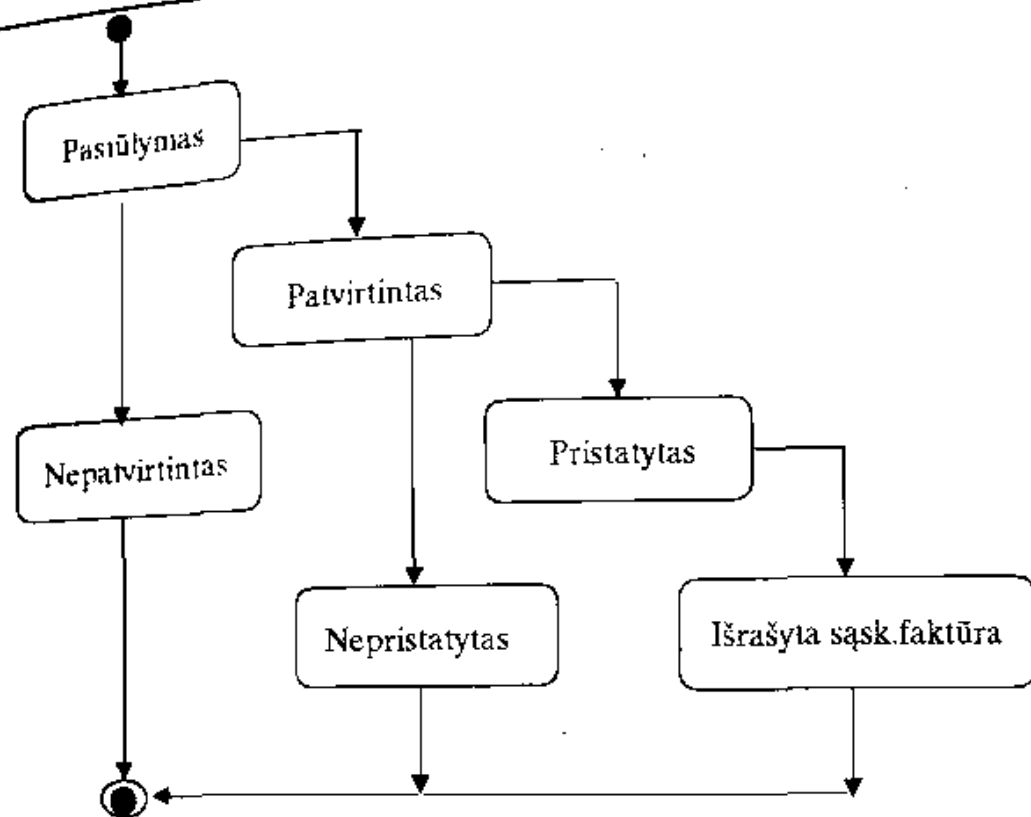 Pasiūlymas
Patvirtintas
Nepatvirtintas
Pristatytas
Nepristatytas
Išrašyta sąsk.faktūra